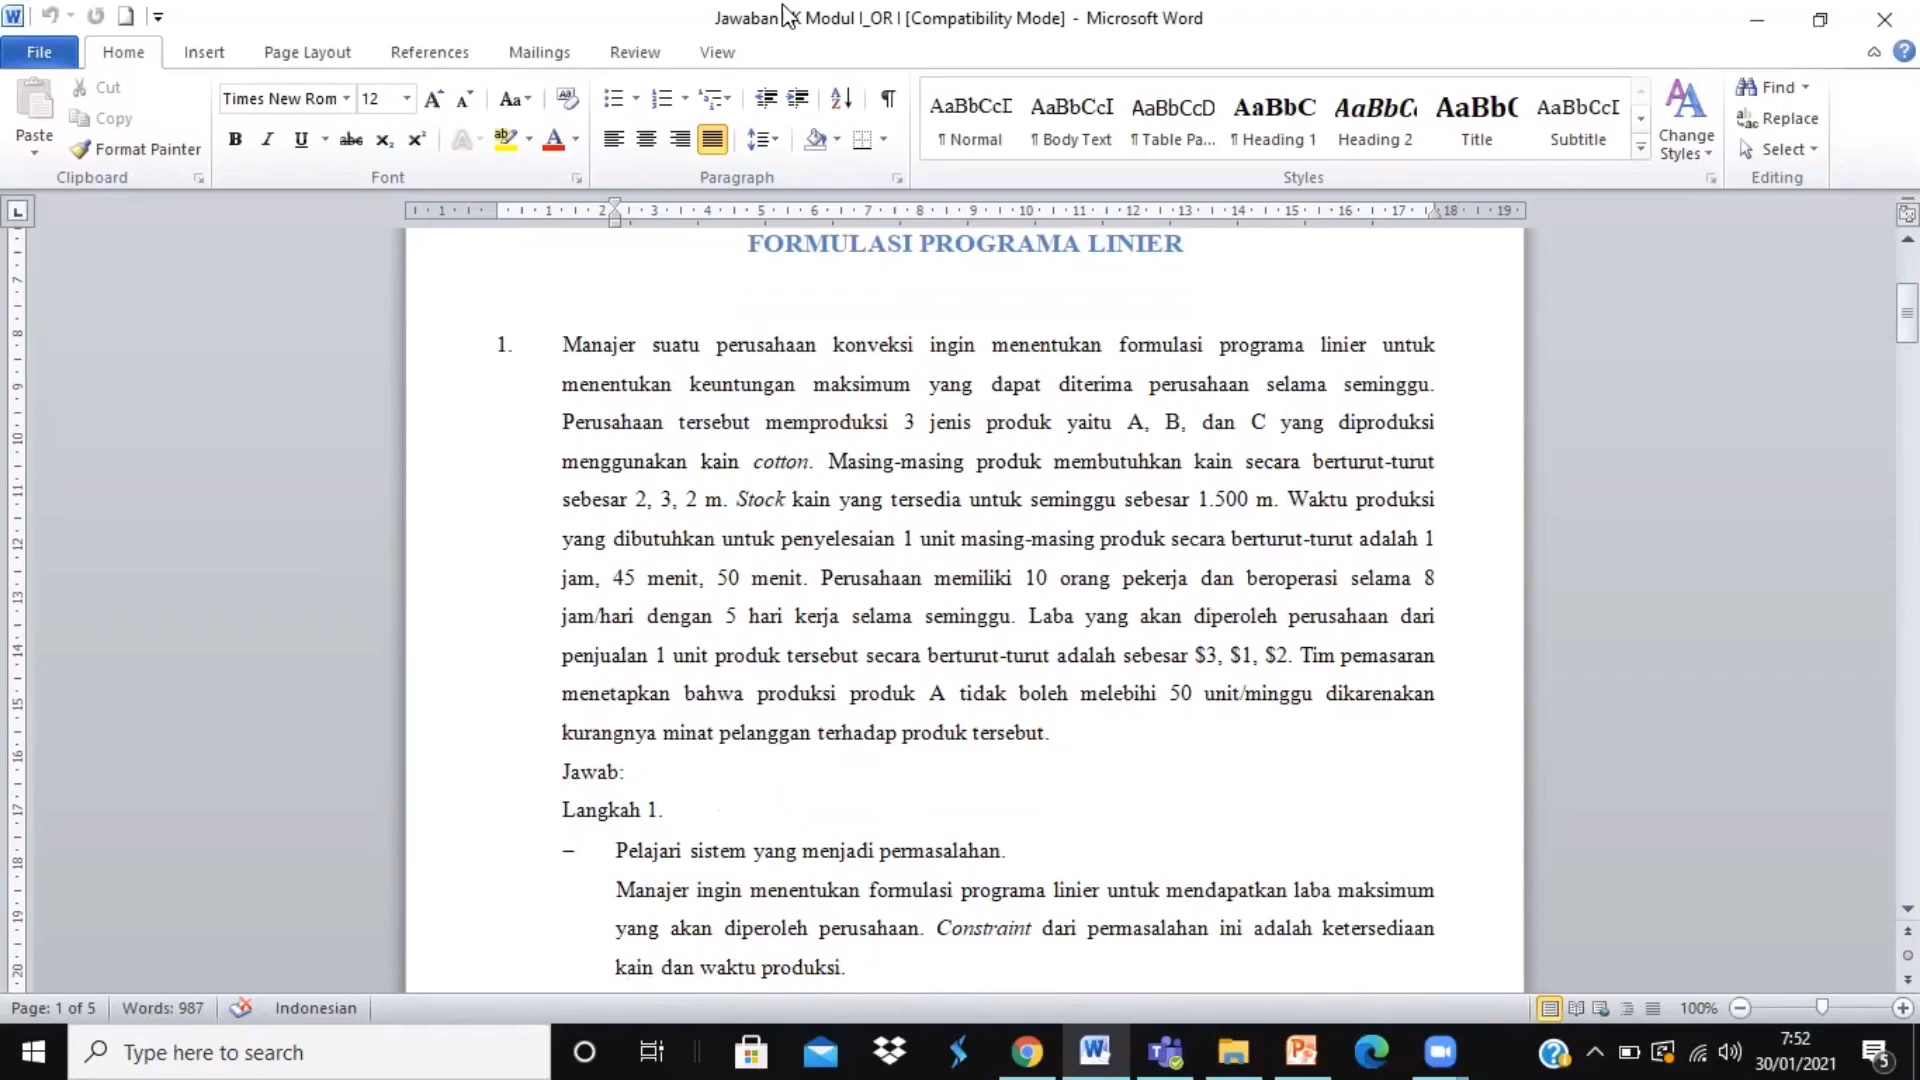 Jawaban X Modul I_OR I [Compatibility Mode] - Microsoft Word
File Home Insert Page Layout References Mailings Review View
Paste
Cut
Copy
Format Painter
Clipboard
Times New Rom 12
Font
Paragraph
AaBbCcI AaBbCcI AaBbCcD AaBbC AaBbC AaBb( AaBbCcI
¶ Normal ¶ Body Text ¶ Table Pa... ¶ Heading 1 Heading 2 Title Subtitle
Styles
Change Styles
Find
Replace
Select
Editing
FORMULASI PROGRAMA LINIER
1. Manajer suatu perusahaan konveksi ingin menentukan formulasi programa linier untuk
menentukan keuntungan maksimum yang dapat diterima perusahaan selama seminggu.
Perusahaan tersebut memproduksi 3 jenis produk yaitu A, B, dan C yang diproduksi
menggunakan kain cotton. Masing-masing produk membutuhkan kain secara berturut-turut
sebesar 2, 3, 2 m. Stock kain yang tersedia untuk seminggu sebesar 1.500 m. Waktu produksi
yang dibutuhkan untuk penyelesaian 1 unit masing-masing produk secara berturut-turut adalah 1
jam, 45 menit, 50 menit. Perusahaan memiliki 10 orang pekerja dan beroperasi selama 8
jam/hari dengan 5 hari kerja selama seminggu. Laba yang akan diperoleh perusahaan dari
penjualan 1 unit produk tersebut secara berturut-turut adalah sebesar $3, $1, $2. Tim pemasaran
menetapkan bahwa produksi produk A tidak boleh melebihi 50 unit/minggu dikarenakan
kurangnya minat pelanggan terhadap produk tersebut.
Jawab:
Langkah 1.
– Pelajari sistem yang menjadi permasalahan.
Manajer ingin menentukan formulasi programa linier untuk mendapatkan laba maksimum
yang akan diperoleh perusahaan. Constraint dari permasalahan ini adalah ketersediaan
kain dan waktu produksi.
Page: 1 of 5 Words: 987 Indonesian 100%
Type here to search
7:52
30/01/2021
5